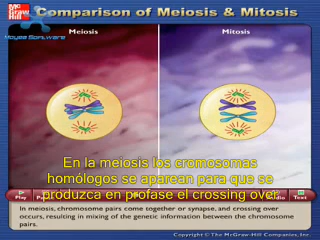 Mc
Graw
Hill
Comparison of Meiosis & Mitosis
Moyea Software
Meiosis
Mitosis
En la meiosis los cromosomas
homólogos se aparean para que se
produzca en profase el crossing over.
Play
Text
In meiosis, chromosome pairs come together or synapse, and crossing over
occurs, resulting in mixing of the genetic information between the chromosome
pairs.
Copyright © The McGraw-Hill Companies, Inc.